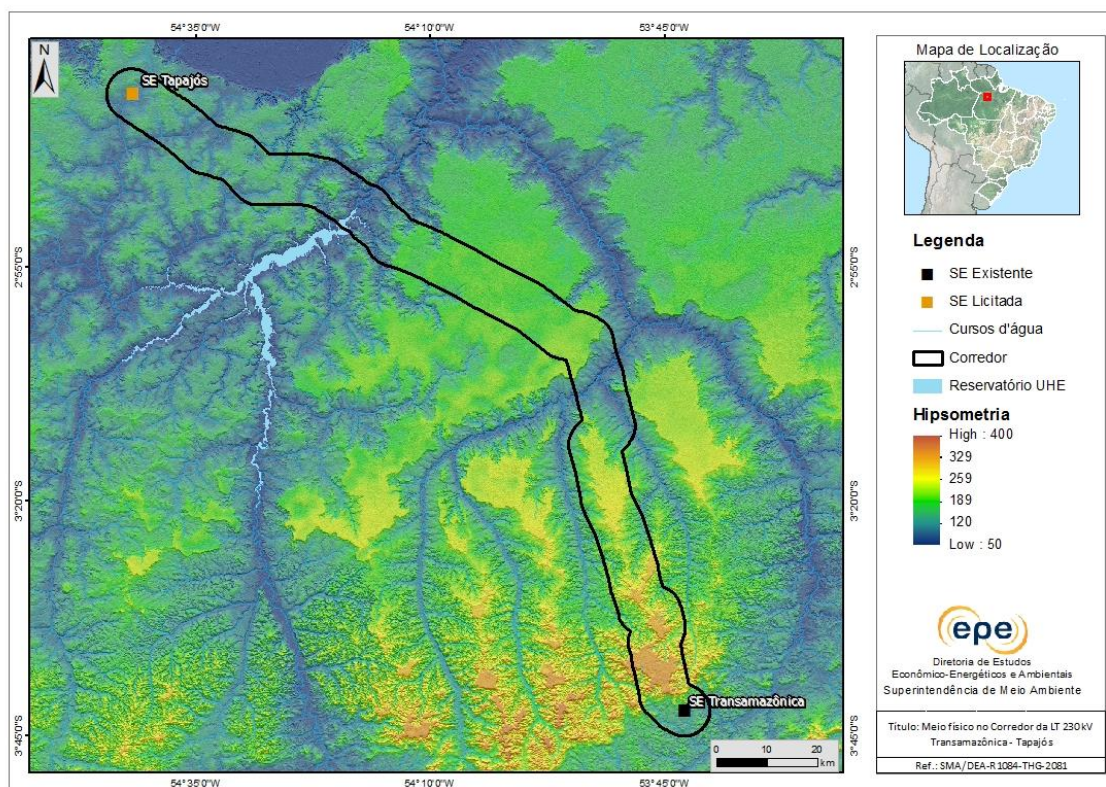 54°35'0"W 54°10'0"W 53°45'0"W
N
SE Tapajós
2°55'0"S 2°55'0"S
3°20'0"S 3°20'0"S
SE Transamazônica
3°45'0"S 3°45'0"S
0 10 20
km
54°35'0"W 54°10'0"W 53°45'0"W
Mapa de Localização
Legenda
SE Existente
SE Licitada
Cursos d'água
Corredor
Reservatório UHE
Hipsometria
High : 400
329
259
189
120
Low : 50
epe
Diretoria de Estudos
Econômico-Energéticos e Ambientais
Superintendência de Meio Ambiente
Título: Meio físico no Corredor da LT 230kV
Transamazônica - Tapajós
Ref.: SMA/DEA-R1084-THG-2081